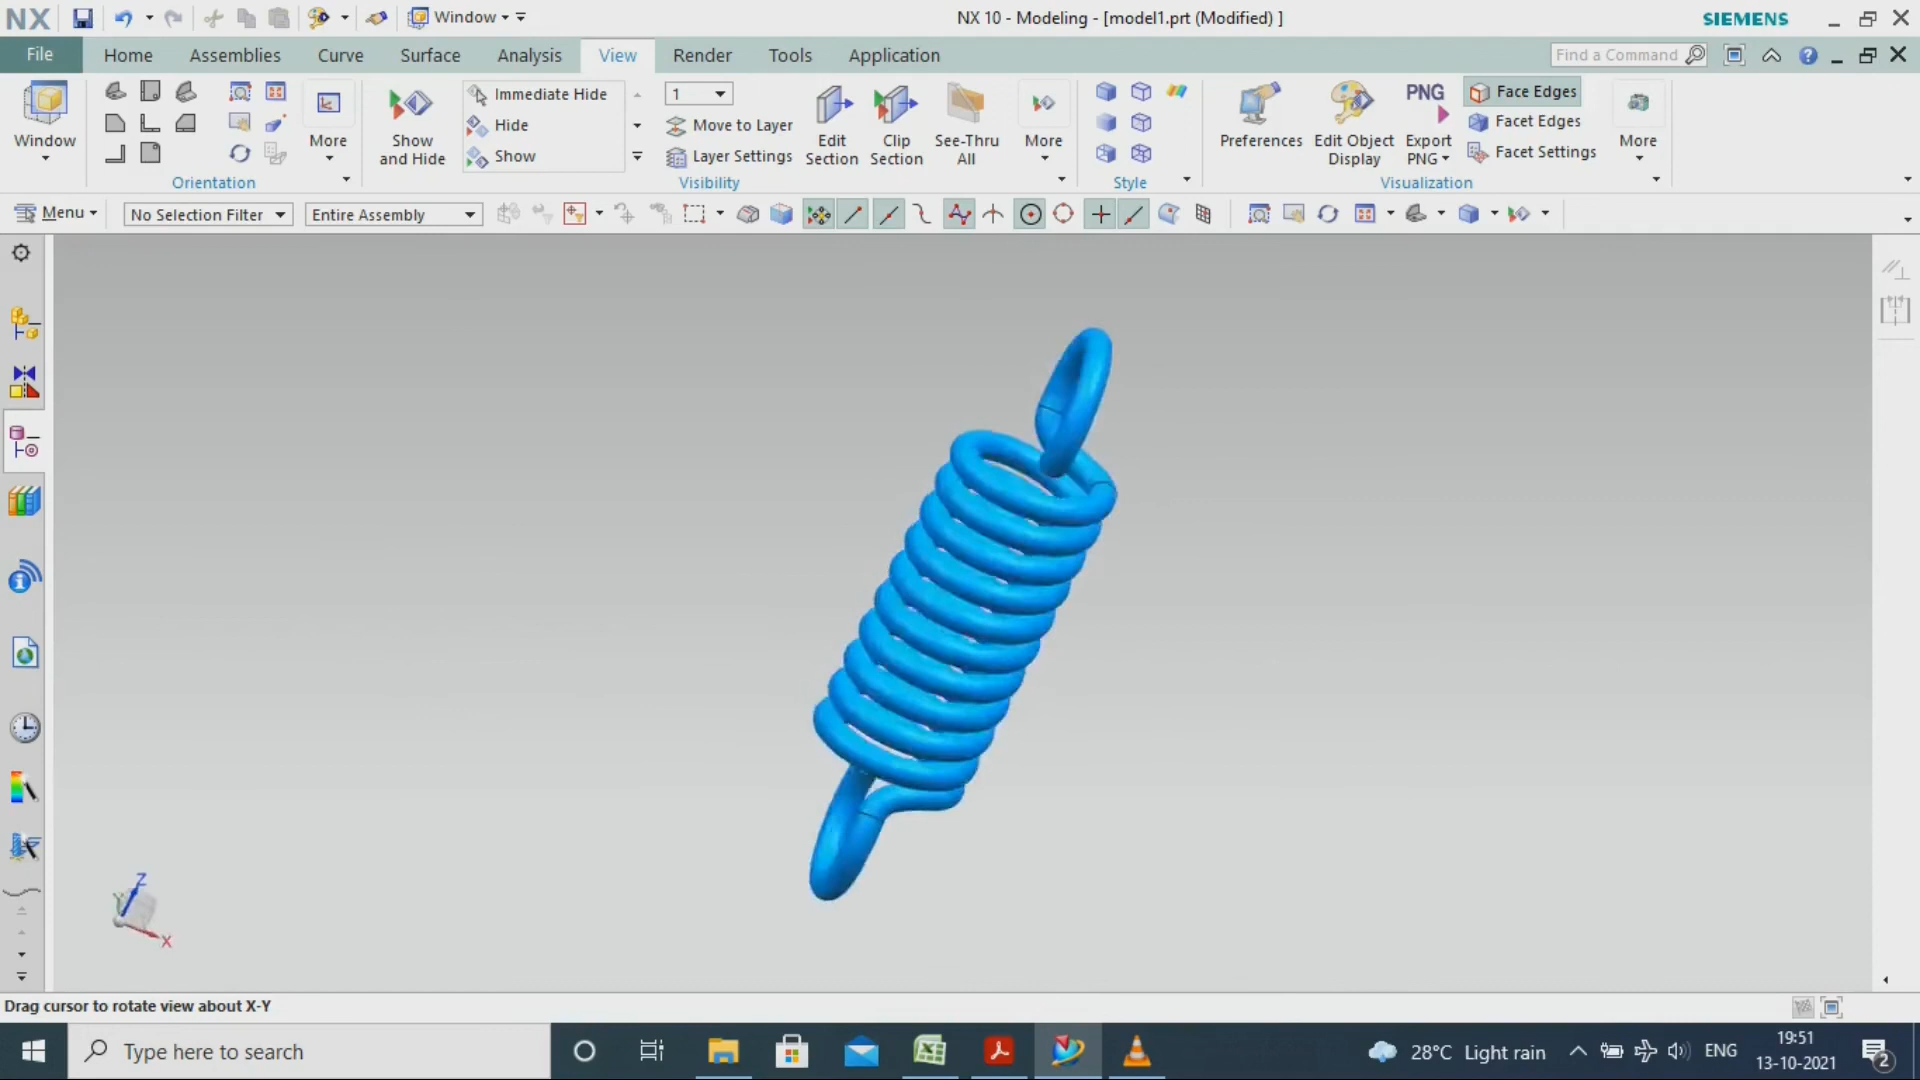 NX
Window
NX 10 - Modeling - [model1.prt (Modified) ]
SIEMENS
File
Home
Assemblies
Curve
Surface
Analysis
View
Render
Tools
Application
Find a Command
Window
More
Orientation
Show
and Hide
Immediate Hide
Hide
Show
1
Move to Layer
Layer Settings
Visibility
Edit
Section
Clip
Section
See-Thru
All
More
Style
Preferences
Edit Object
Display
PNG
Export
PNG
Face Edges
Facet Edges
Facet Settings
Visualization
More
Menu
No Selection Filter
Entire Assembly
Z
Y
X
Drag cursor to rotate view about X-Y
Type here to search
28°C Light rain
ENG
19:51
13-10-2021
2